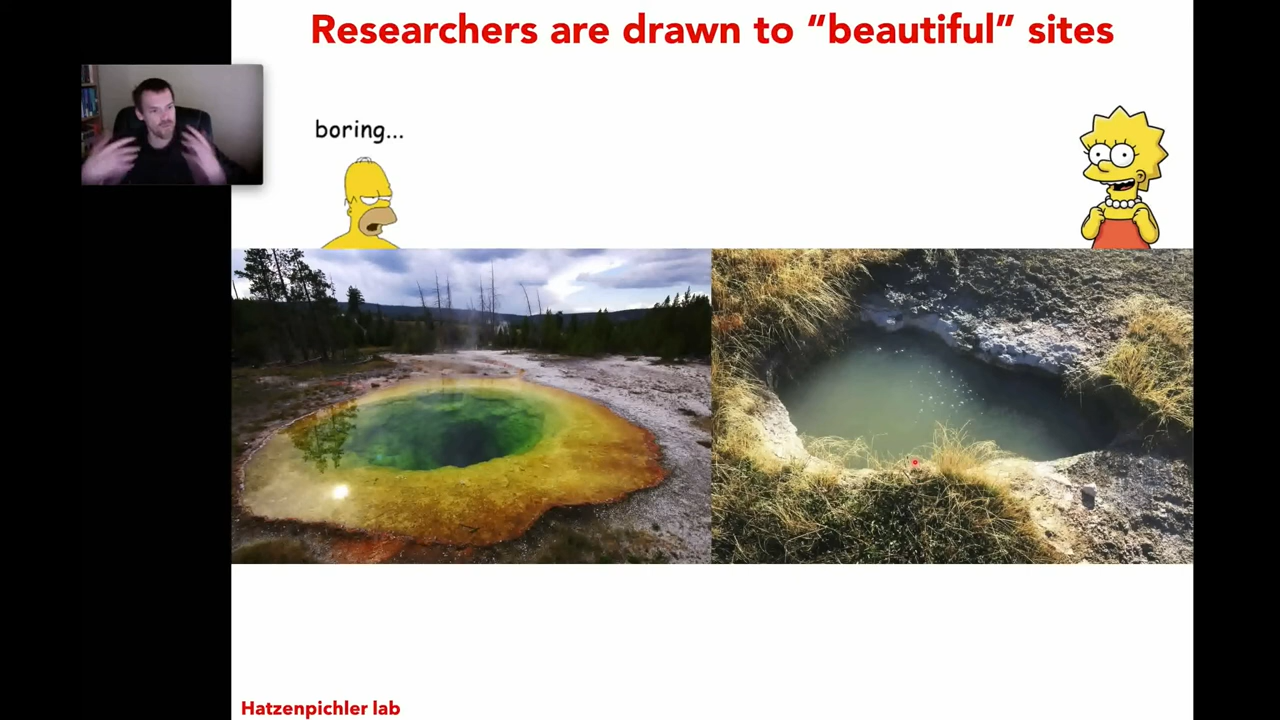 Researchers are drawn to “beautiful” sites
boring...
Hatzenpichler lab